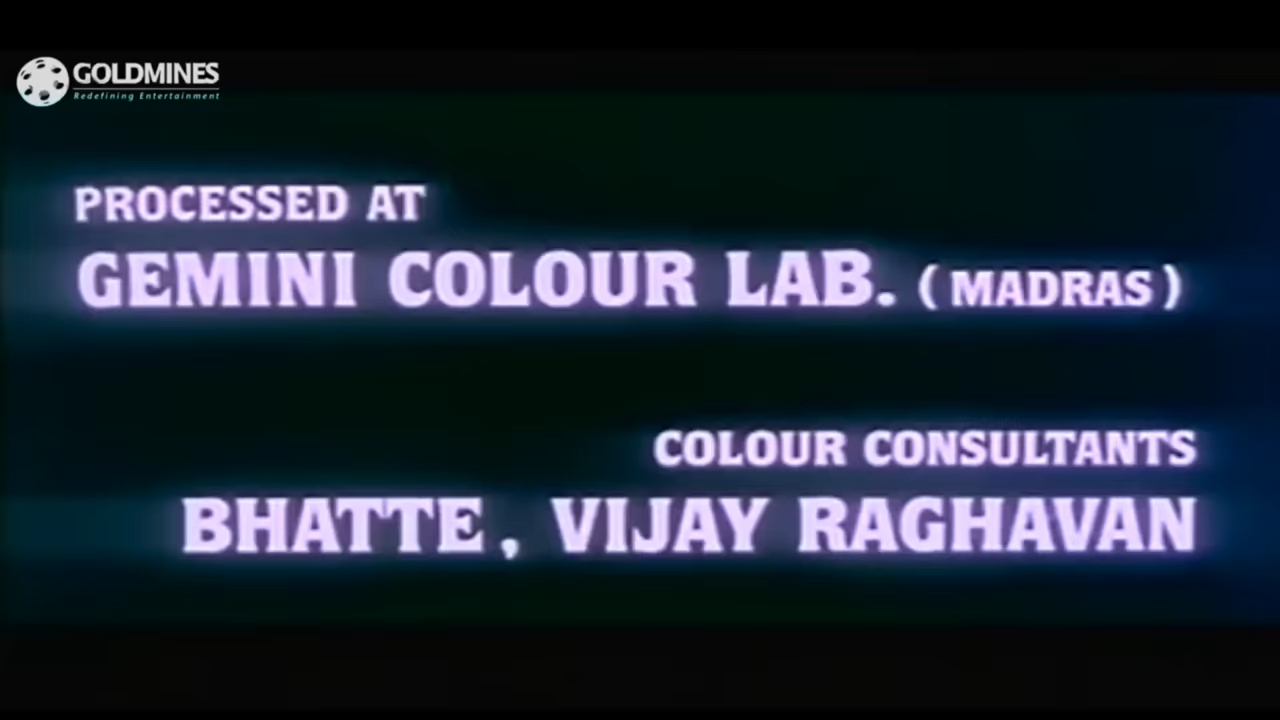 GOLDMINES
Redefining Entertainment
PROCESSED AT
GEMINI COLOUR LAB. (MADRAS)
COLOUR CONSULTANTS
BHATTE, VIJAY RAGHAVAN